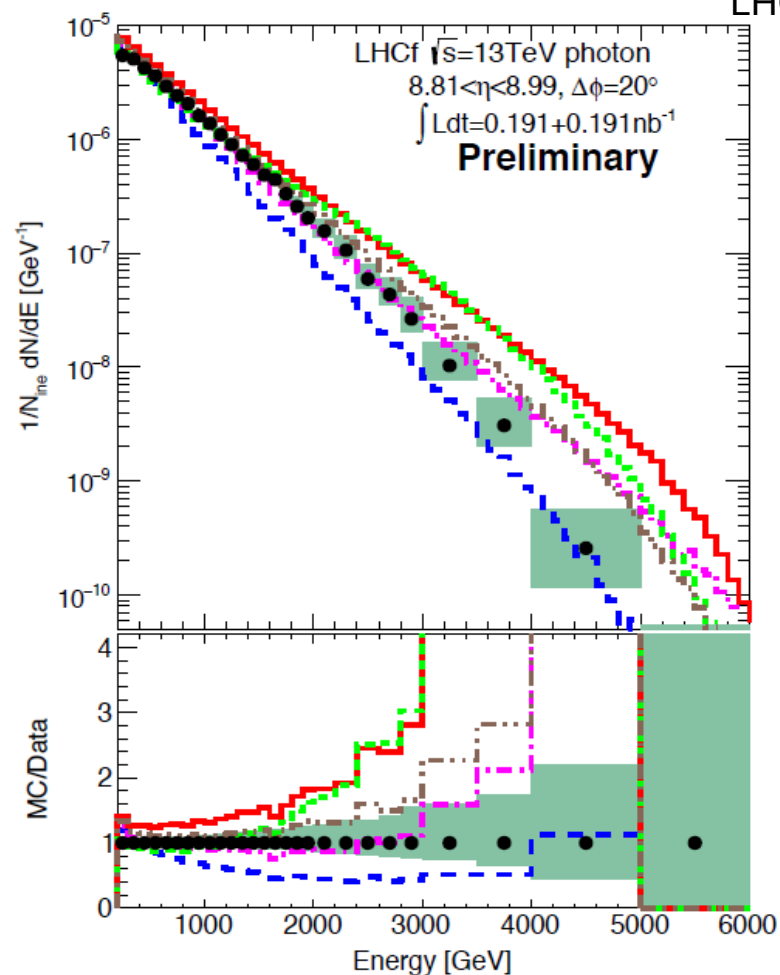 LHC
LHCf √s=13TeV photon
8.81<η<8.99, Δϕ=20°
∫Ldt=0.191+0.191nb⁻¹
Preliminary
1/N_ine dN/dE [GeV⁻¹]
10⁻⁵
10⁻⁶
10⁻⁷
10⁻⁸
10⁻⁹
10⁻¹⁰
MC/Data
4
3
2
1
0
1000 2000 3000 4000 5000 6000
Energy [GeV]